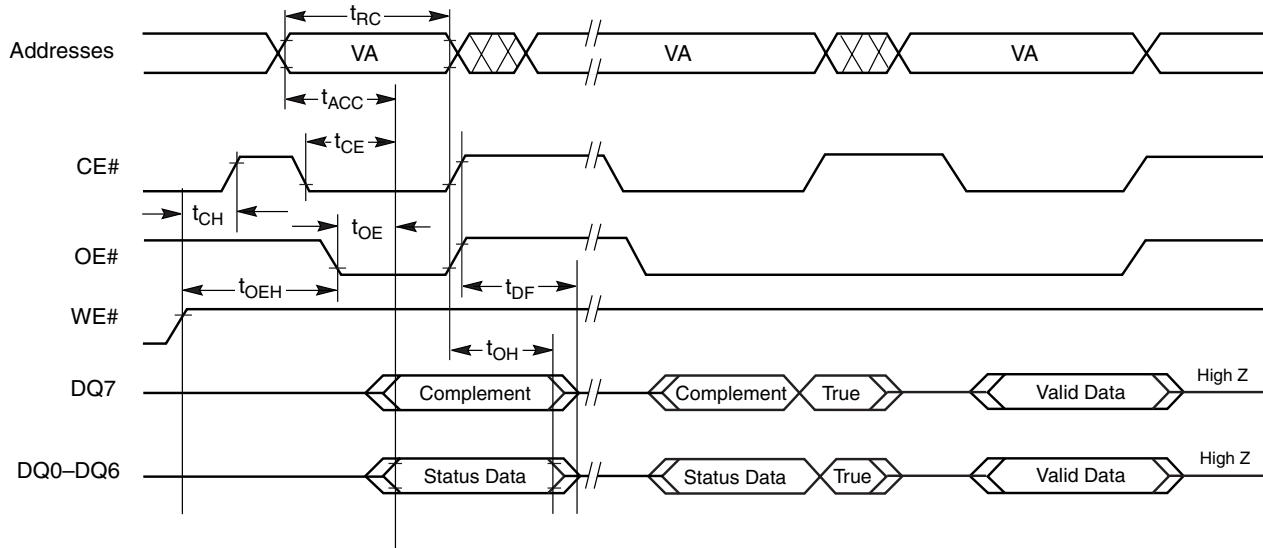 tRC
Addresses VA VA VA
tACC
tCE
CE#
tCH
tOE
OE#
tOEH tDF
WE#
tOH
DQ7 Complement Complement True Valid Data High Z
DQ0–DQ6 Status Data Status Data True Valid Data High Z